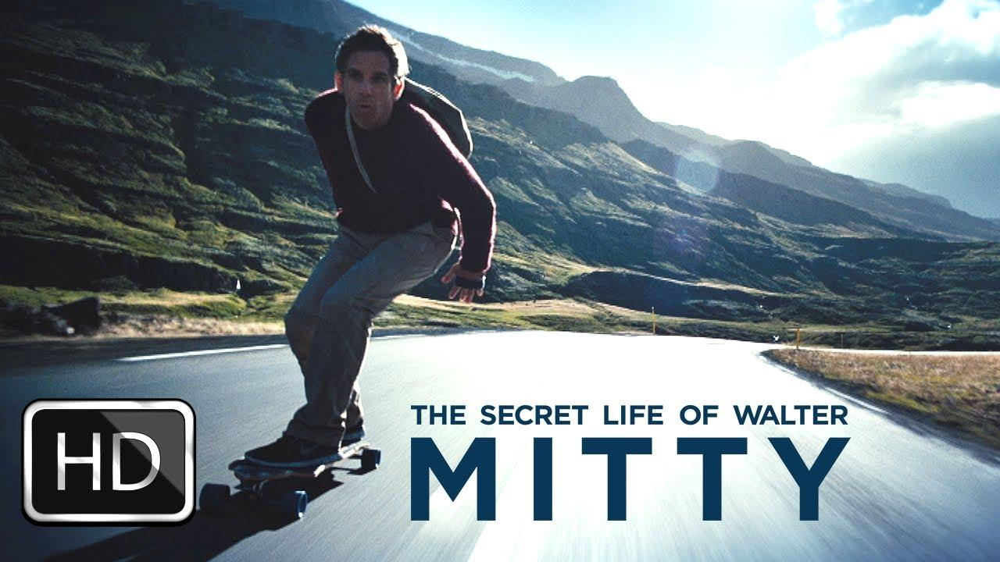 HD
THE SECRET LIFE OF WALTER
MITTY